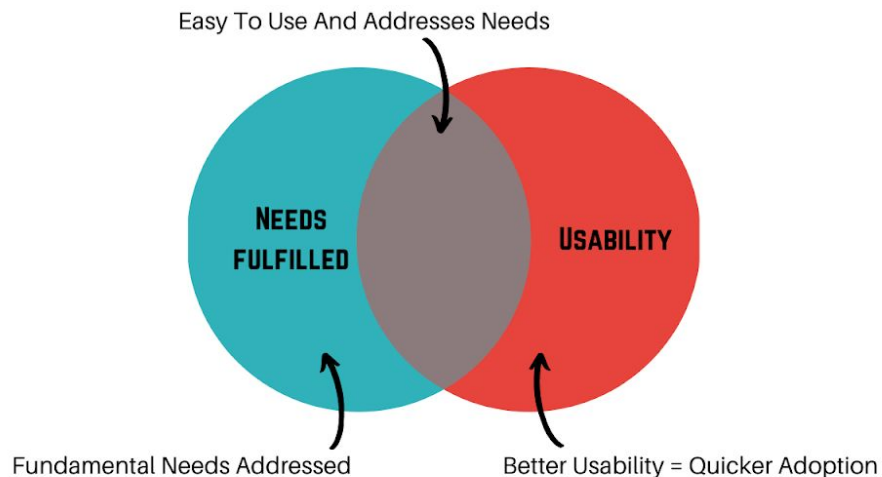 Easy To Use And Addresses Needs
Needs
fulfilled
Usability
Fundamental Needs Addressed
Better Usability = Quicker Adoption